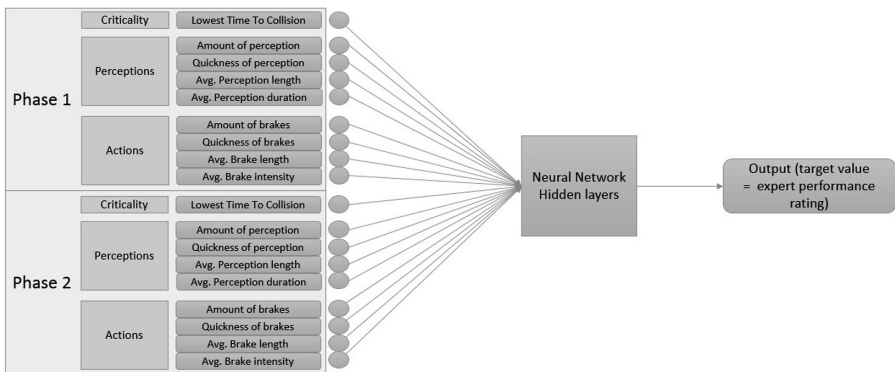 Phase 1
Criticality
Lowest Time To Collision
Perceptions
Amount of perception
Quickness of perception
Avg. Perception length
Avg. Perception duration
Actions
Amount of brakes
Quickness of brakes
Avg. Brake length
Avg. Brake intensity
Phase 2
Criticality
Lowest Time To Collision
Perceptions
Amount of perception
Quickness of perception
Avg. Perception length
Avg. Perception duration
Actions
Amount of brakes
Quickness of brakes
Avg. Brake length
Avg. Brake intensity
Neural Network
Hidden layers
Output (target value
= expert performance
rating)